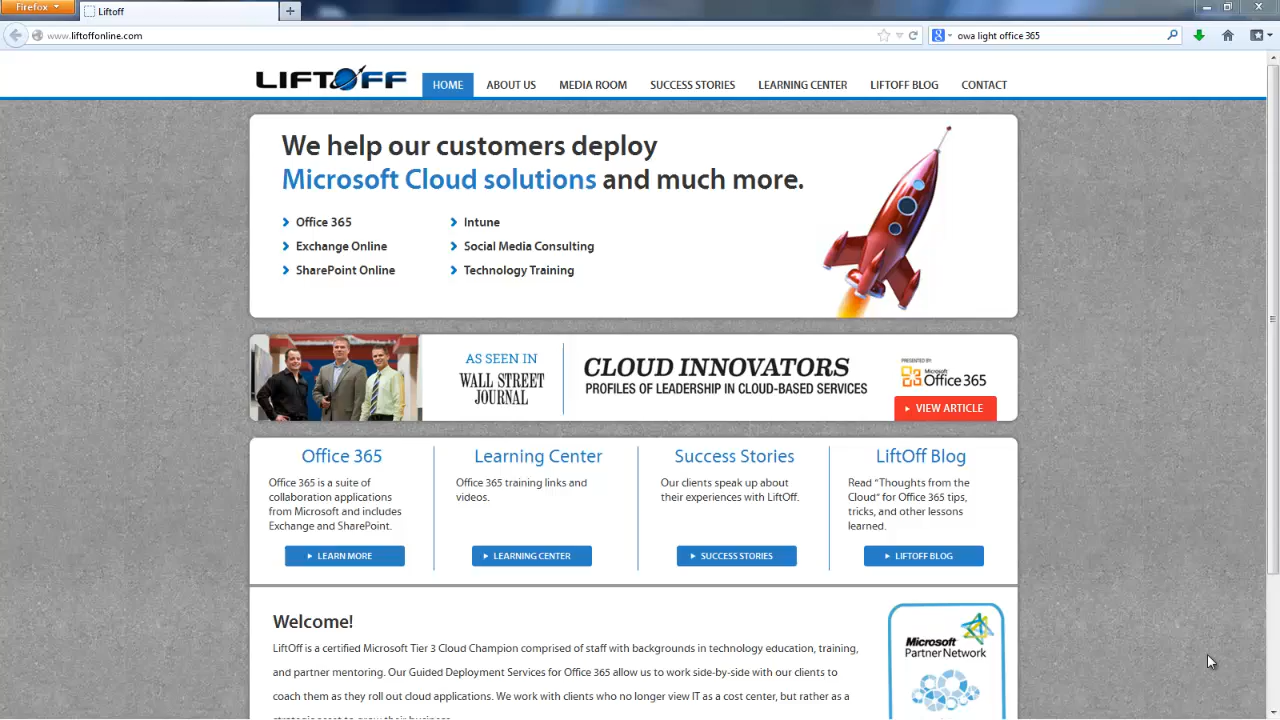 Firefox
Liftoff
www.liftoffonline.com
owa light office 365
LIFTOFF
HOME
ABOUT US
MEDIA ROOM
SUCCESS STORIES
LEARNING CENTER
LIFTOFF BLOG
CONTACT
We help our customers deploy
Microsoft Cloud solutions and much more.
Office 365
Intune
Exchange Online
Social Media Consulting
SharePoint Online
Technology Training
AS SEEN IN
WALL STREET
JOURNAL
CLOUD INNOVATORS
PROFILES OF LEADERSHIP IN CLOUD-BASED SERVICES
PRESENTED BY:
Microsoft
Office 365
VIEW ARTICLE
Office 365
Office 365 is a suite of
collaboration applications
from Microsoft and includes
Exchange and SharePoint.
LEARN MORE
Learning Center
Office 365 training links and
videos.
LEARNING CENTER
Success Stories
Our clients speak up about
their experiences with LiftOff.
SUCCESS STORIES
LiftOff Blog
Read "Thoughts from the
Cloud" for Office 365 tips,
tricks, and other lessons
learned.
LIFTOFF BLOG
Welcome!
LiftOff is a certified Microsoft Tier 3 Cloud Champion comprised of staff with backgrounds in technology education, training,
and partner mentoring. Our Guided Deployment Services for Office 365 allow us to work side-by-side with our clients to
coach them as they roll out cloud applications. We work with clients who no longer view IT as a cost center, but rather as a
Microsoft
Partner Network